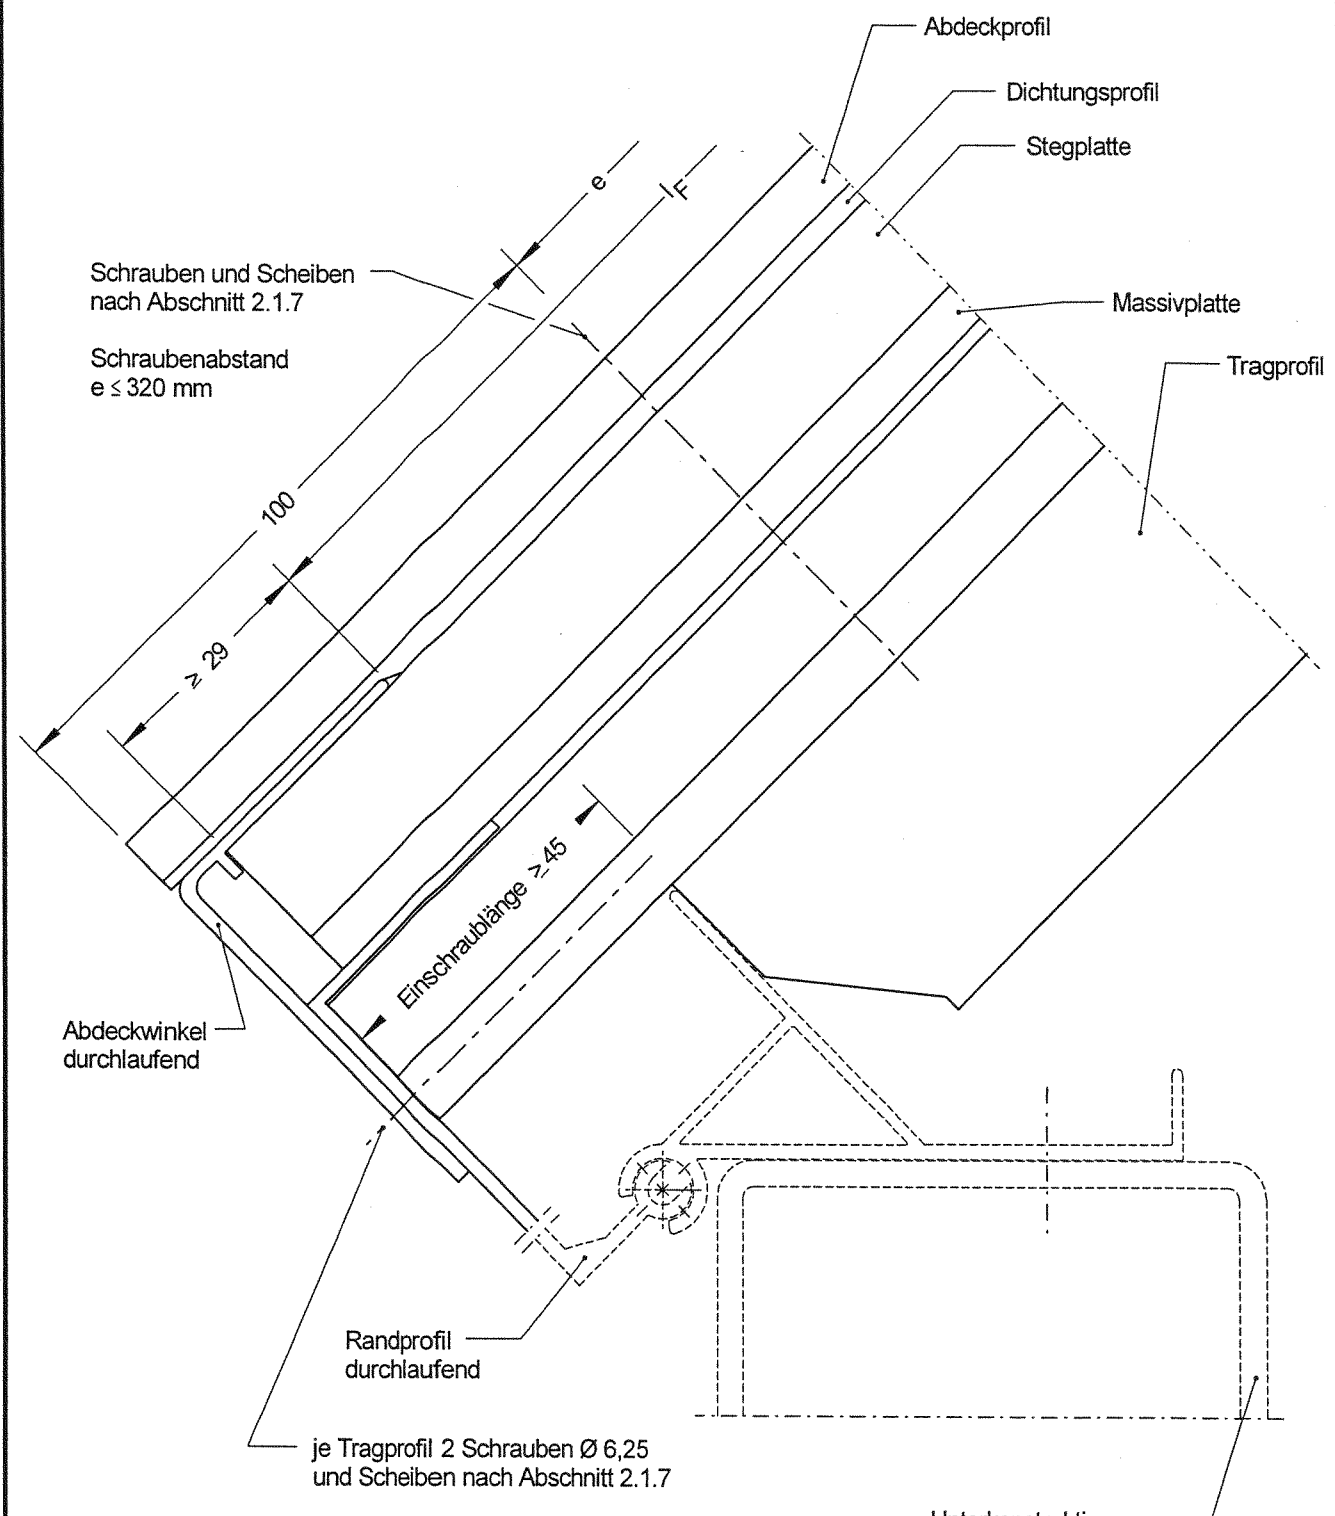 Abdeckprofil
Dichtungsprofil
Stegplatte
e
lF
Schrauben und Scheiben
nach Abschnitt 2.1.7
Massivplatte
Schraubenabstand
e ≤ 320 mm
Tragprofil
100
≥ 29
Einschraublänge ≥ 45
Abdeckwinkel
durchlaufend
Randprofil
durchlaufend
je Tragprofil 2 Schrauben Ø 6,25
und Scheiben nach Abschnitt 2.1.7